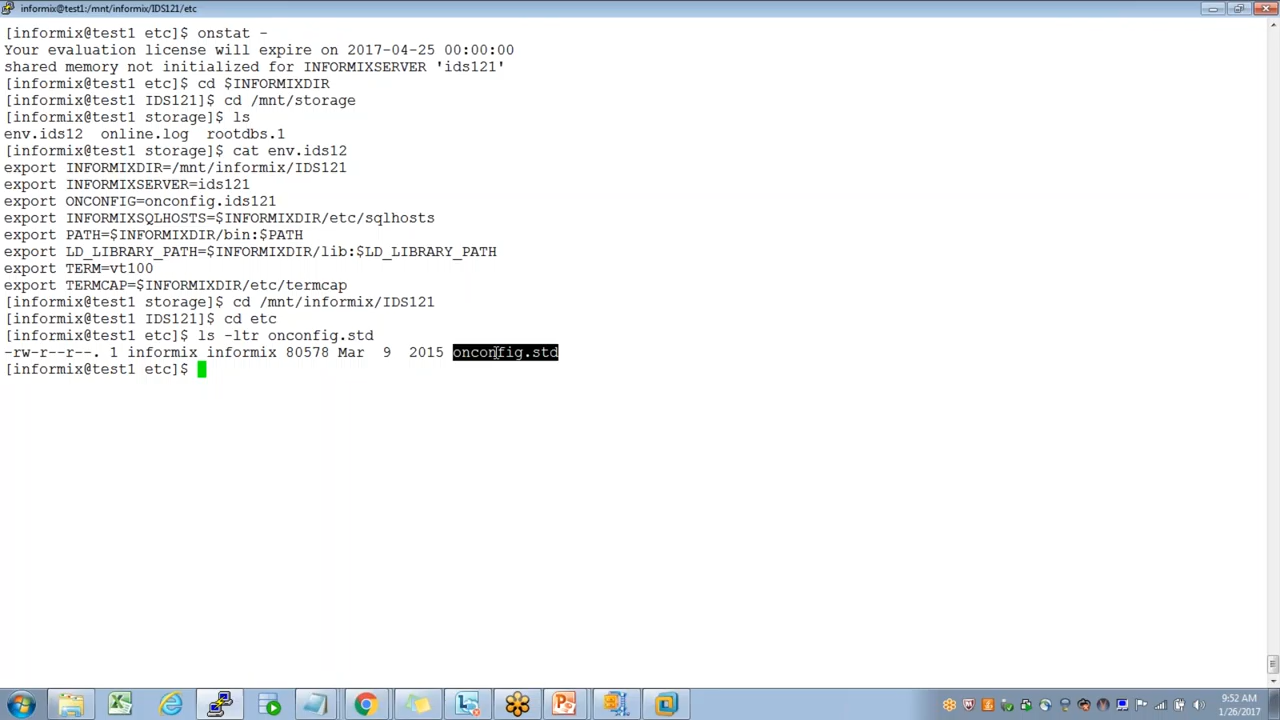 informix@test1:/mnt/informix/IDS121/etc
[informix@test1 etc]$ onstat -
Your evaluation license will expire on 2017-04-25 00:00:00
shared memory not initialized for INFORMIXSERVER 'ids121'
[informix@test1 etc]$ cd $INFORMIXDIR
[informix@test1 IDS121]$ cd /mnt/storage
[informix@test1 storage]$ ls
env.ids12  online.log  rootdbs.1
[informix@test1 storage]$ cat env.ids12
export INFORMIXDIR=/mnt/informix/IDS121
export INFORMIXSERVER=ids121
export ONCONFIG=onconfig.ids121
export INFORMIXSQLHOSTS=$INFORMIXDIR/etc/sqlhosts
export PATH=$INFORMIXDIR/bin:$PATH
export LD_LIBRARY_PATH=$INFORMIXDIR/lib:$LD_LIBRARY_PATH
export TERM=vt100
export TERMCAP=$INFORMIXDIR/etc/termcap
[informix@test1 storage]$ cd /mnt/informix/IDS121
[informix@test1 IDS121]$ cd etc
[informix@test1 etc]$ ls -ltr onconfig.std
-rw-r--r--. 1 informix informix 80578 Mar  9  2015 onconfig.std
[informix@test1 etc]$
9:52 AM
1/26/2017